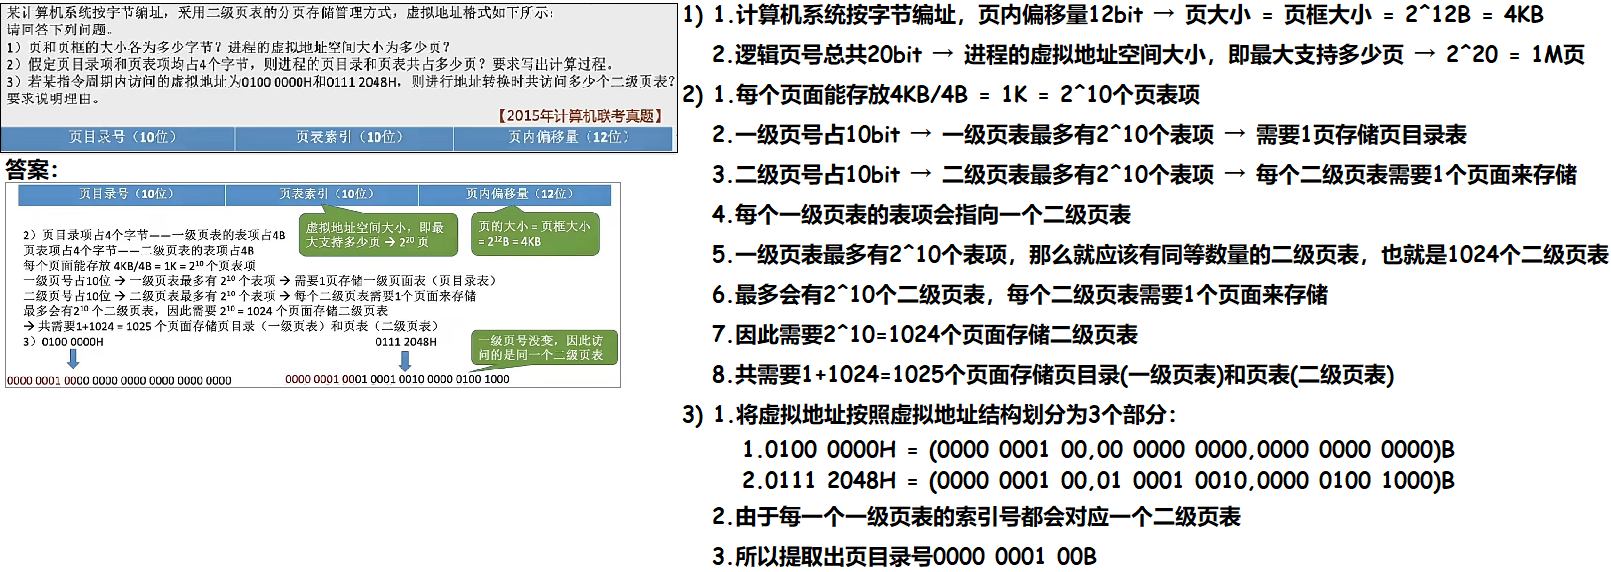 某计算机系统按字节编址，采用二级页表的分页存储管理方式，虚拟地址格式如下所示：
请回答下列问题。
1）页和页框的大小各为多少字节？进程的虚拟地址空间大小为多少页？
2）假定页目录项和页表项均占4个字节，则进程的页目录和页表共占多少页？要求写出计算过程。
3）若某指令周期内访问的虚拟地址为0100 0000H和0111 2048H，则进行地址转换时共访问多少个二级页表？
要求说明理由。
【2015年计算机联考真题】
页目录号（10位） 页表索引（10位） 页内偏移量（12位）
答案：
页目录号（10位） 页表索引（10位） 页内偏移量（12位）
虚拟地址空间大小，即最
大支持多少页 → 2²⁰ 页
页的大小 = 页框大小
= 2¹²B = 4KB
2）页目录项占4个字节——一级页表的表项占4B
页表项占4个字节——二级页表的表项占4B
每个页面能存放 4KB/4B = 1K = 2¹⁰ 个页表项
一级页号占10位 → 一级页表最多有 2¹⁰ 个表项 → 需要1页存储一级页面表（页目录表）
二级页号占10位 → 二级页表最多有 2¹⁰ 个表项 → 每个二级页表需要1个页面来存储
最多会有2¹⁰ 个二级页表，因此需要 2¹⁰ = 1024 个页面存储二级页表
→ 共需要1+1024 = 1025 个页面存储页目录（一级页表）和页表（二级页表）
3）0100 0000H 0111 2048H
一级页号没变，因此访
问的是同一个二级页表
0000 0001 0000 0000 0000 0000 0000 0000 0000 0001 0001 0001 0010 0000 0100 1000
1) 1.计算机系统按字节编址，页内偏移量12bit → 页大小 = 页框大小 = 2^12B = 4KB
2.逻辑页号总共20bit → 进程的虚拟地址空间大小，即最大支持多少页 → 2^20 = 1M页
2) 1.每个页面能存放4KB/4B = 1K = 2^10个页表项
2.一级页号占10bit → 一级页表最多有2^10个表项 → 需要1页存储页目录表
3.二级页号占10bit → 二级页表最多有2^10个表项 → 每个二级页表需要1个页面来存储
4.每个一级页表的表项会指向一个二级页表
5.一级页表最多有2^10个表项，那么就应该有同等数量的二级页表，也就是1024个二级页表
6.最多会有2^10个二级页表，每个二级页表需要1个页面来存储
7.因此需要2^10=1024个页面存储二级页表
8.共需要1+1024=1025个页面存储页目录(一级页表)和页表(二级页表)
3) 1.将虚拟地址按照虚拟地址结构划分为3个部分：
1.0100 0000H = (0000 0001 00,00 0000 0000,0000 0000 0000)B
2.0111 2048H = (0000 0001 00,01 0001 0010,0000 0100 1000)B
2.由于每一个一级页表的索引号都会对应一个二级页表
3.所以提取出页目录号0000 0001 00B